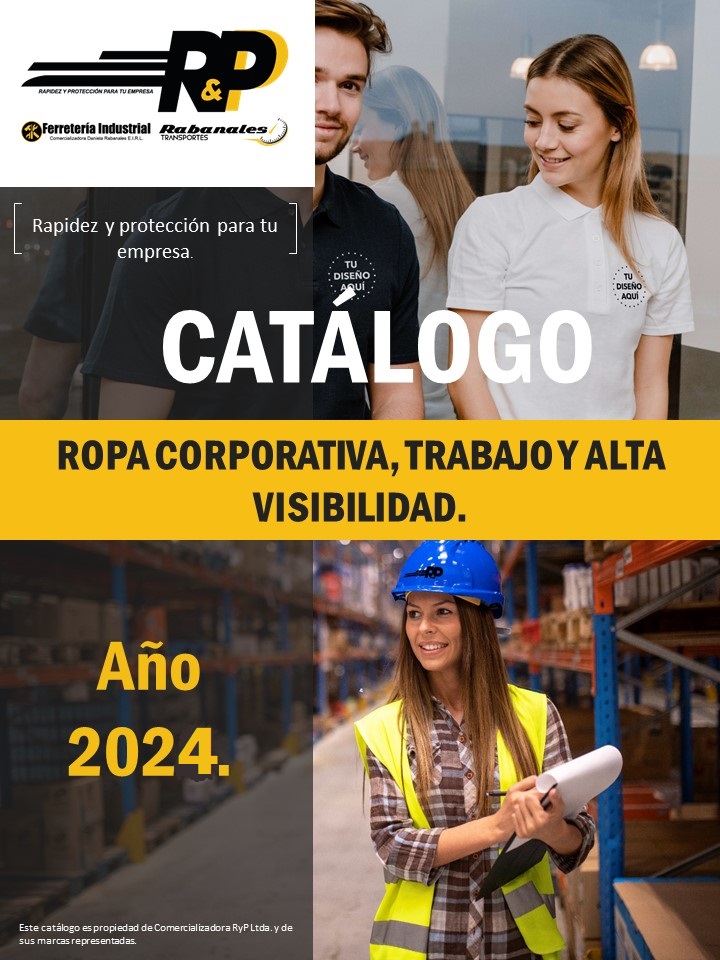 R&P
RAPIDEZ Y PROTECCIÓN PARA TU EMPRESA
Ferretería Industrial
Comercializadora Daniela Rabanales E.I.R.L.
Rabanales
TRANSPORTES
Rapidez y protección para tu
empresa.
TU
DISEÑO
AQUÍ
TU
DISEÑO
AQUÍ
CATÁLOGO
ROPA CORPORATIVA, TRABAJO Y ALTA
VISIBILIDAD.
R&P
Año
2024.
Este catálogo es propiedad de Comercializadora RyP Ltda. y de
sus marcas representadas.